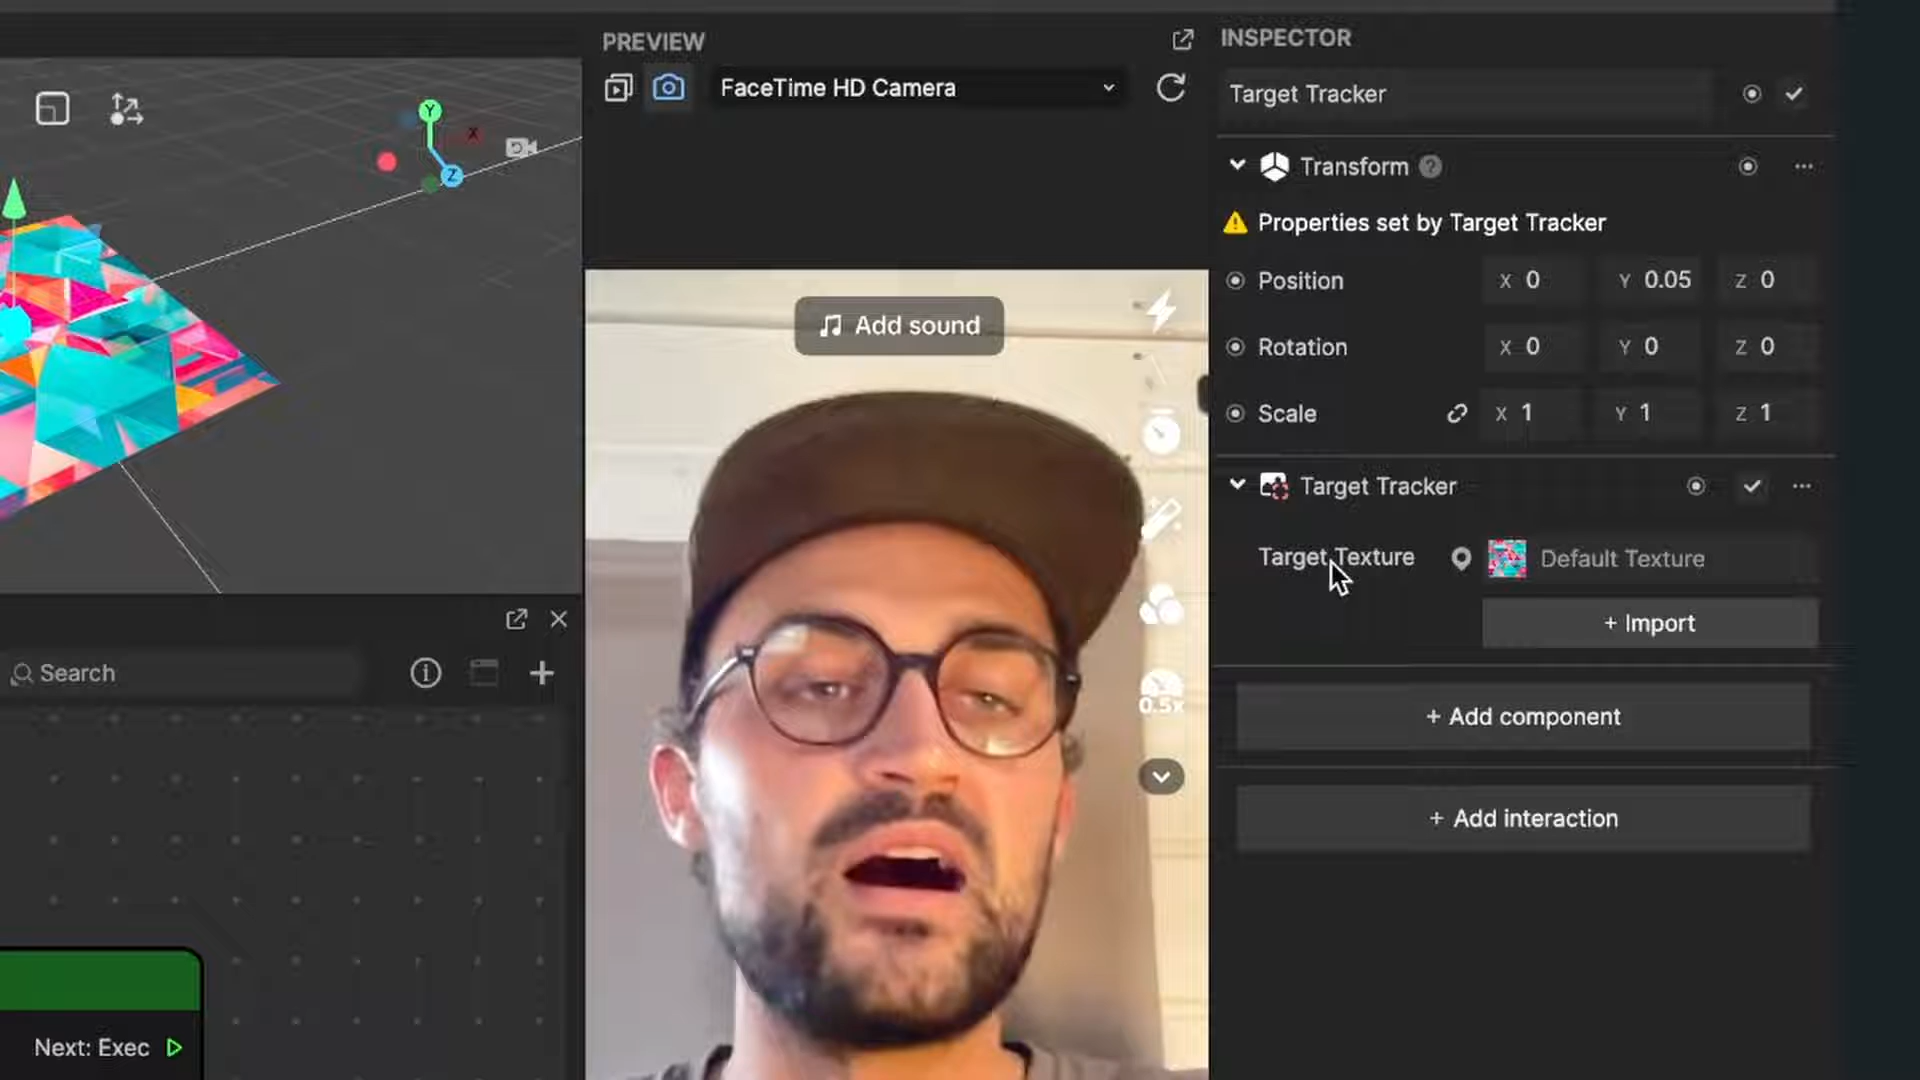 PREVIEW
FaceTime HD Camera
Y
X
Z
Add sound
0.5x
Search
Next: Exec
INSPECTOR
Target Tracker
Transform ?
Properties set by Target Tracker
Position X 0 Y 0.05 Z 0
Rotation X 0 Y 0 Z 0
Scale X 1 Y 1 Z 1
Target Tracker
Target Texture Default Texture
+ Import
+ Add component
+ Add interaction